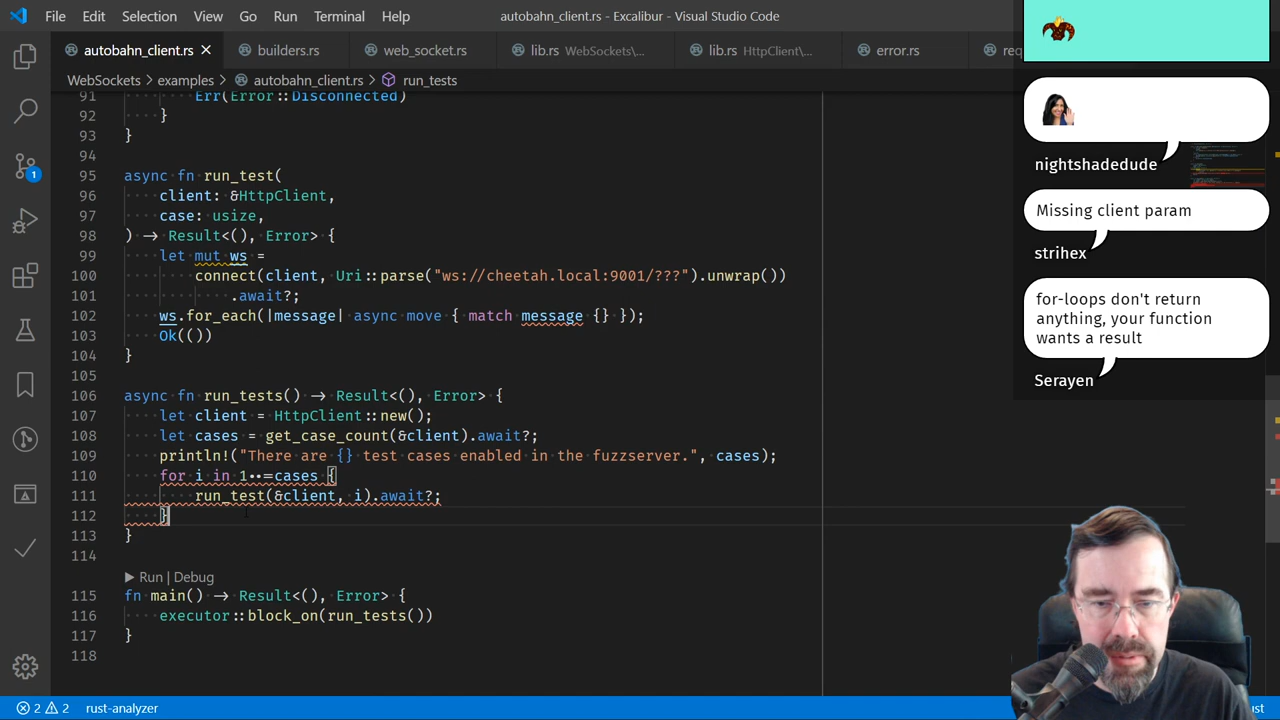 File Edit Selection View Go Run Terminal Help
autobahn_client.rs - Excalibur - Visual Studio Code
autobahn_client.rs
builders.rs
web_socket.rs
lib.rs WebSockets\...
lib.rs HttpClient\...
error.rs
WebSockets > examples > autobahn_client.rs > run_tests
91 Err(Error::Disconnected)
92 }
93 }
94
95 async fn run_test(
96 client: &HttpClient,
97 case: usize,
98 ) -> Result<(), Error> {
99 let mut ws =
100 connect(client, Uri::parse("ws://cheetah.local:9001/???").unwrap())
101 .await?;
102 ws.for_each(|message| async move { match message {} });
103 Ok(())
104 }
105
106 async fn run_tests() -> Result<(), Error> {
107 let client = HttpClient::new();
108 let cases = get_case_count(&client).await?;
109 println!("There are {} test cases enabled in the fuzzserver.", cases);
110 for i in 1..=cases {
111 run_test(&client, i).await?;
112 }
113 }
114
Run | Debug
115 fn main() -> Result<(), Error> {
116 executor::block_on(run_tests())
117 }
118
nightshadedude
Missing client param
strihex
for-loops don't return
anything, your function
wants a result
Serayen
1
2 2 rust-analyzer